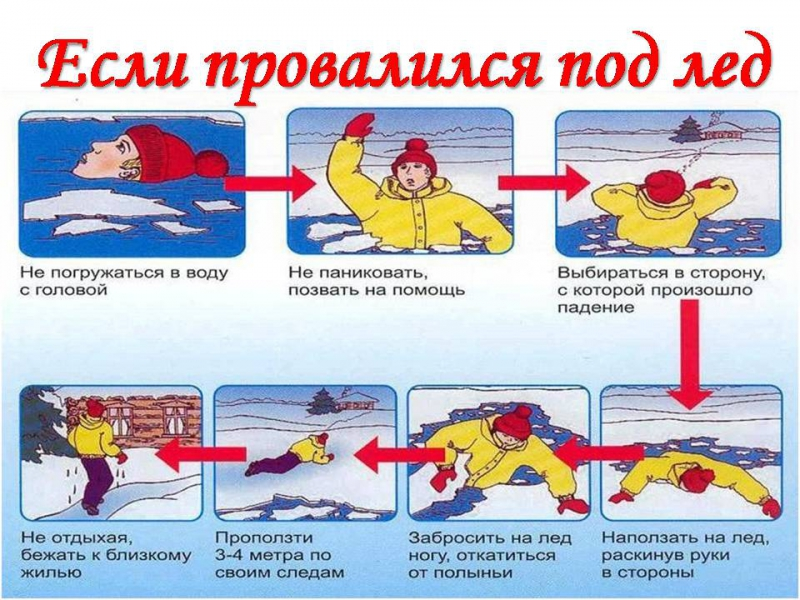 Если провалился под лед
Не погружаться в воду
с головой
Не паниковать,
позвать на помощь
Выбираться в сторону,
с которой произошло
падение
Наползать на лед,
раскинув руки
в стороны
Забросить на лед
ногу, откатиться
от полыньи
Проползти
3-4 метра по
своим следам
Не отдыхая,
бежать к близкому
жилью